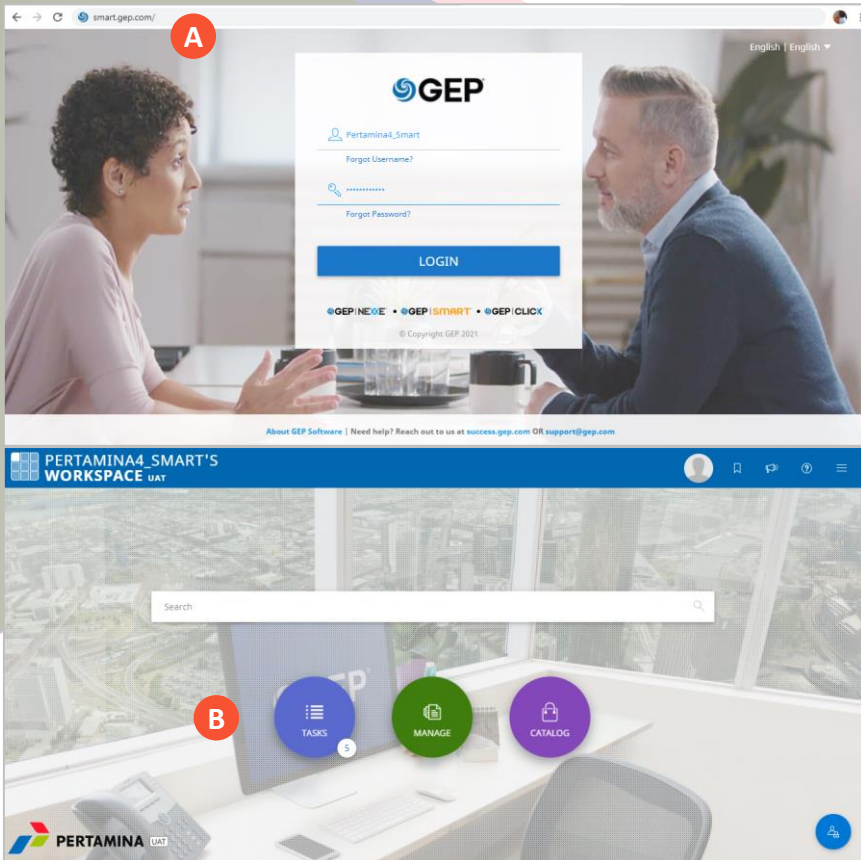 smart.gep.com/
A
English | English
GEP
Pertamina4_Smart
Forgot Username?
••••••••••••
Forgot Password?
LOGIN
GEP|NEXXE • GEP|SMART • GEP|CLICK
© Copyright GEP 2021
About GEP Software | Need help? Reach out to us at success.gep.com OR support@gep.com
PERTAMINA4_SMART'S
WORKSPACE UAT
Search
B
TASKS
5
MANAGE
CATALOG
PERTAMINA UAT